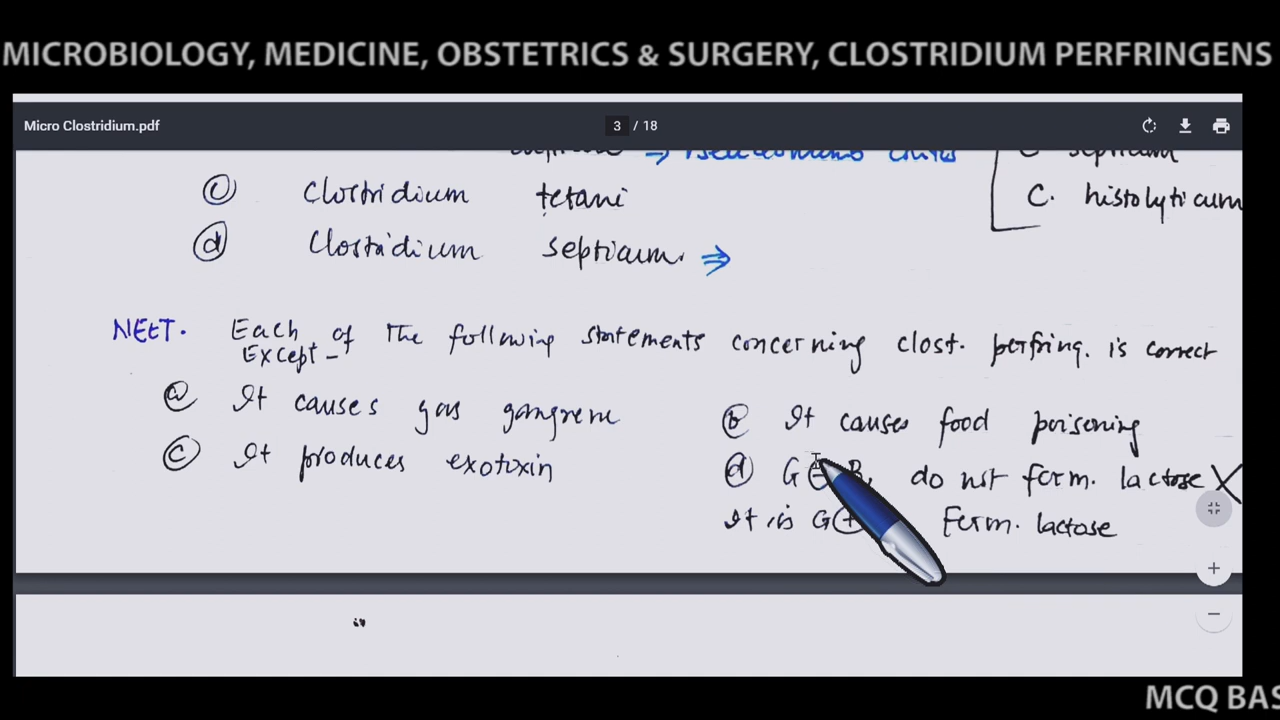 MICROBIOLOGY, MEDICINE, OBSTETRICS & SURGERY, CLOSTRIDIUM PERFRINGENS
Micro Clostridium.pdf 3 / 18
septicum
(c) Clostridium tetani
C. histolyticum
(d) Clostridium septicum. ⇒
NEET. Each of The following statements concerning clost. perfring. is correct
Except -
(a) It causes gas gangrene (b) It causes food poisoning
(c) It produces exotoxin (d) G⊖B, do not ferm. lactose X
It is G⊕ Ferm. lactose
MCQ BAS